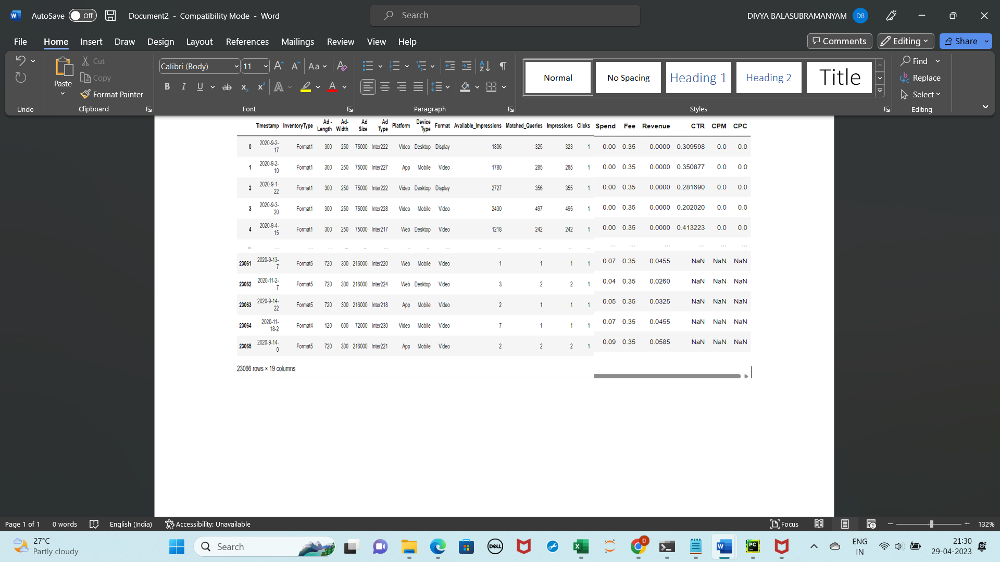 AutoSave Off Document2 - Compatibility Mode - Word Search DIVYA BALASUBRAMANYAM DB
File Home Insert Draw Design Layout References Mailings Review View Help Comments Editing Share
Paste Cut Copy Format Painter
Calibri (Body) 11 Aa
B I U ab x2 x2 A A
Normal No Spacing Heading 1 Heading 2 Title
Find Replace Select
Undo Clipboard Font Paragraph Styles Editing
Timestamp InventoryType Ad - Length Ad- Width Ad Size Ad Type Platform Device Type Format Available_Impressions Matched_Queries Impressions Clicks Spend Fee Revenue CTR CPM CPC
0 2020-9-2-17 Format1 300 250 75000 Inter222 Video Desktop Display 1806 325 323 1 0.00 0.35 0.0000 0.309598 0.0 0.0
1 2020-9-2-10 Format1 300 250 75000 Inter227 App Mobile Video 1780 285 285 1 0.00 0.35 0.0000 0.350877 0.0 0.0
2 2020-9-1-22 Format1 300 250 75000 Inter222 Video Desktop Display 2727 356 355 1 0.00 0.35 0.0000 0.281690 0.0 0.0
3 2020-9-3-20 Format1 300 250 75000 Inter228 Video Mobile Video 2430 497 495 1 0.00 0.35 0.0000 0.202020 0.0 0.0
4 2020-9-4-15 Format1 300 250 75000 Inter217 Web Desktop Video 1218 242 242 1 0.00 0.35 0.0000 0.413223 0.0 0.0
... ... ... ... ... ... ... ... ... ... ... ... ... ... ... ... ... ... ... ...
23061 2020-9-13-7 Format5 720 300 216000 Inter220 Web Mobile Video 1 1 1 1 0.07 0.35 0.0455 NaN NaN NaN
23062 2020-11-2-7 Format5 720 300 216000 Inter224 Web Desktop Video 3 2 2 1 0.04 0.35 0.0260 NaN NaN NaN
23063 2020-9-14-22 Format5 720 300 216000 Inter218 App Mobile Video 2 1 1 1 0.05 0.35 0.0325 NaN NaN NaN
23064 2020-11-18-2 Format4 120 600 72000 inter230 Video Mobile Video 7 1 1 1 0.07 0.35 0.0455 NaN NaN NaN
23065 2020-9-14-0 Format5 720 300 216000 Inter221 App Mobile Video 2 2 2 1 0.09 0.35 0.0585 NaN NaN NaN
23066 rows × 19 columns
Page 1 of 1 0 words English (India) Accessibility: Unavailable Focus 132%
27°C
Partly cloudy
Search
DELL
D
PC
ENG
IN
21:30
29-04-2023